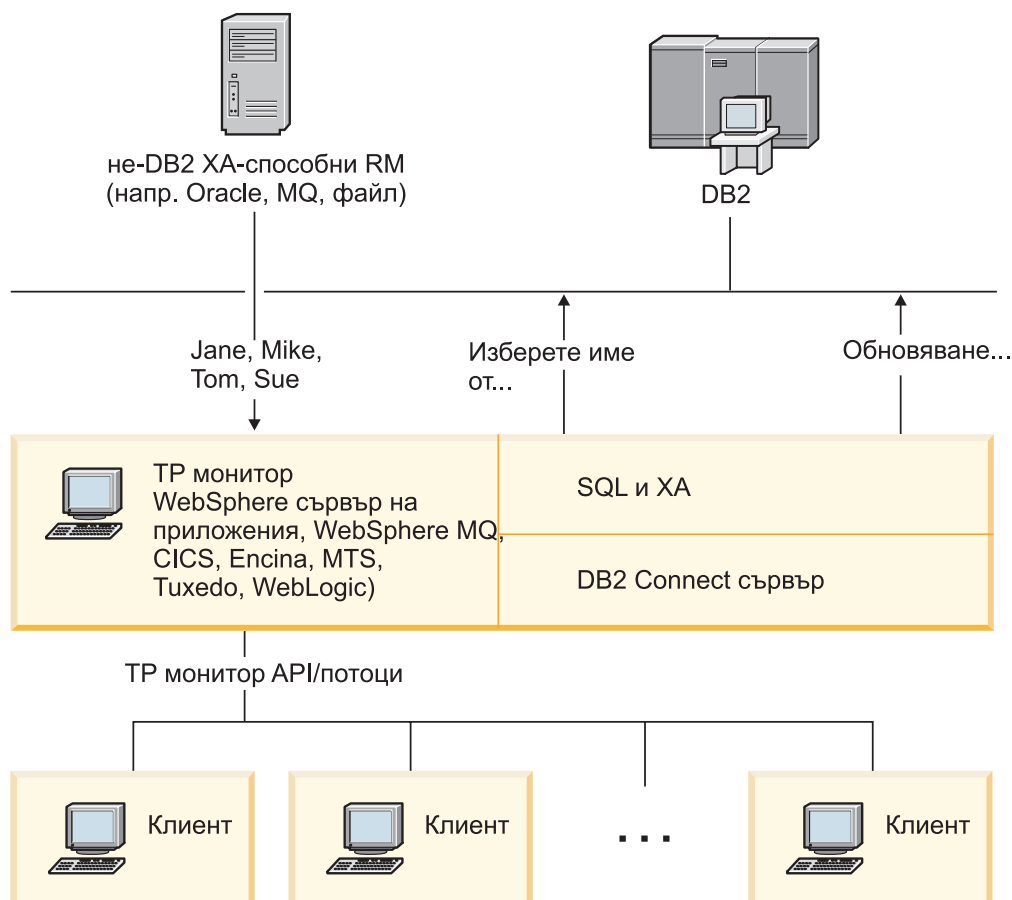 не-DB2 XA-способни RM
(напр. Oracle, MQ, файл)
DB2
Jane, Mike,
Tom, Sue
Изберете име
от...
Обновяване...
TP монитор
WebSphere сървър на
приложения, WebSphere MQ,
CICS, Encina, MTS,
Tuxedo, WebLogic)
SQL и XA
DB2 Connect сървър
TP монитор API/потоци
Клиент
Клиент
. . .
Клиент